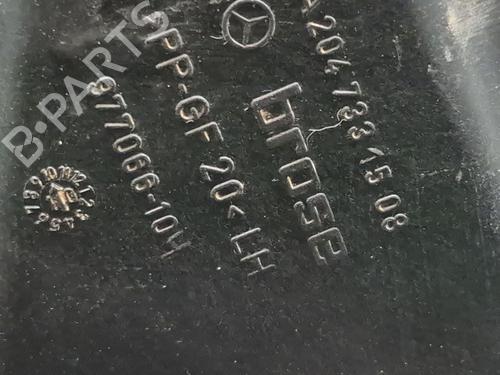 A 204 733 15 08
brose
>PP-GF 20< LH
977066-104
B-PARTS